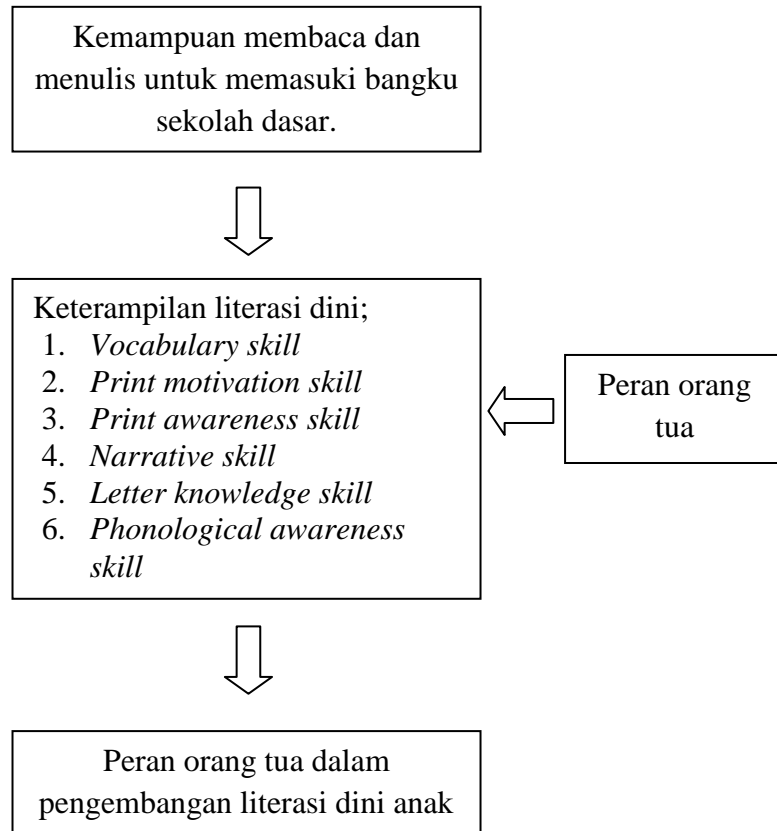 Kemampuan membaca dan
menulis untuk memasuki bangku
sekolah dasar.
Keterampilan literasi dini;
1. Vocabulary skill
2. Print motivation skill
3. Print awareness skill
4. Narrative skill
5. Letter knowledge skill
6. Phonological awareness
skill
Peran orang
tua
Peran orang tua dalam
pengembangan literasi dini anak